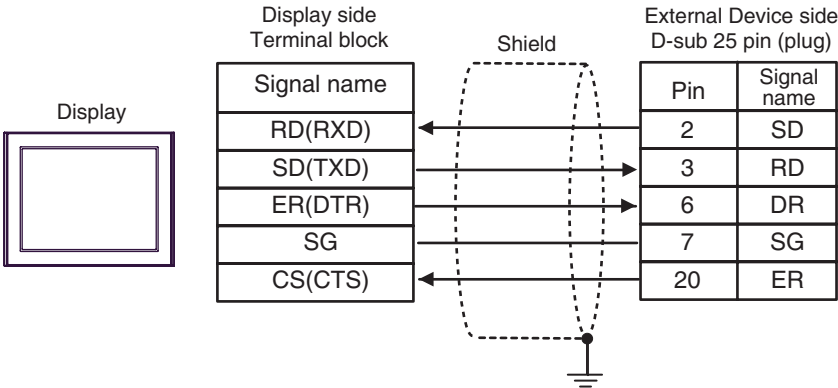 Display side
Terminal block
Shield
External Device side
D-sub 25 pin (plug)
Display
Signal name
Pin
Signal
name
RD(RXD)
2
SD
SD(TXD)
3
RD
ER(DTR)
6
DR
SG
7
SG
CS(CTS)
20
ER